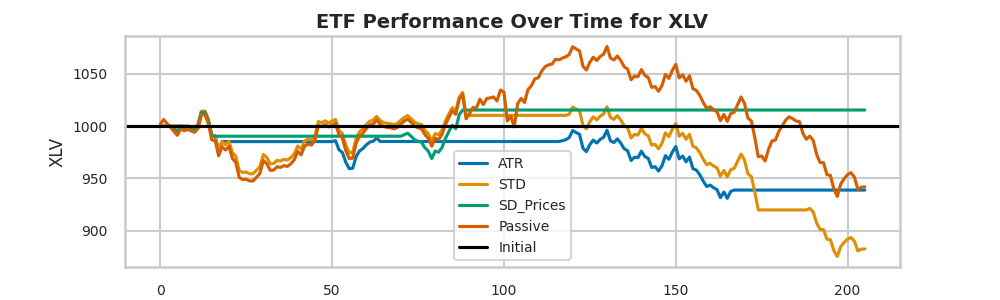 ETF Performance Over Time for XLV
XLV
1050
1000
950
900
ATR
STD
SD_Prices
Passive
Initial
0 50 100 150 200